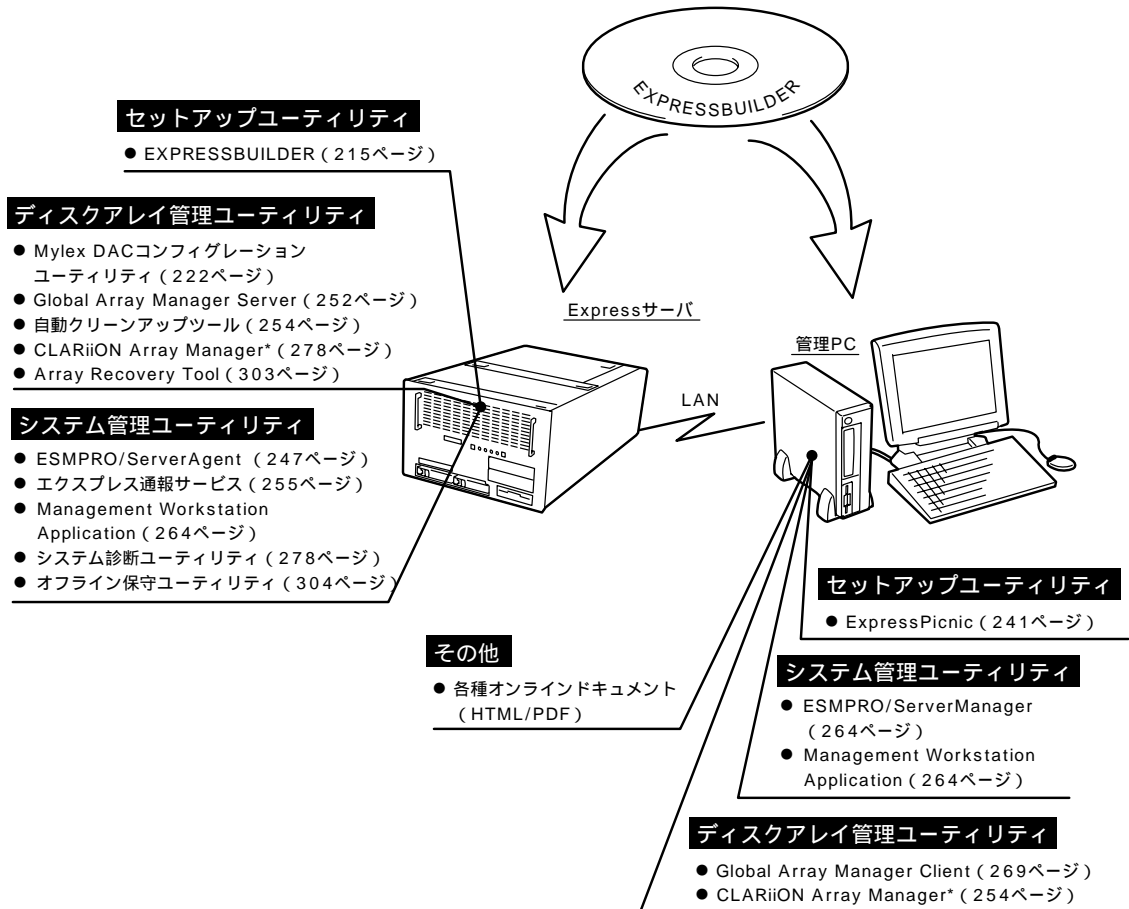 EXPRESSBUILDER
セットアップユーティリティ
● EXPRESSBUILDER（215ページ）
ディスクアレイ管理ユーティリティ
● Mylex DACコンフィグレーション
ユーティリティ（222ページ）
● Global Array Manager Server（252ページ）
● 自動クリーンアップツール（254ページ）
● CLARiiON Array Manager*（278ページ）
● Array Recovery Tool（303ページ）
システム管理ユーティリティ
● ESMPRO/ServerAgent （247ページ）
● エクスプレス通報サービス（255ページ）
● Management Workstation
Application（264ページ）
● システム診断ユーティリティ（278ページ）
● オフライン保守ユーティリティ（304ページ）
Expressサーバ
LAN
管理PC
セットアップユーティリティ
● ExpressPicnic（241ページ）
システム管理ユーティリティ
● ESMPRO/ServerManager
（264ページ）
● Management Workstation
Application（264ページ）
その他
● 各種オンラインドキュメント
（HTML/PDF）
ディスクアレイ管理ユーティリティ
● Global Array Manager Client（269ページ）
● CLARiiON Array Manager*（254ページ）